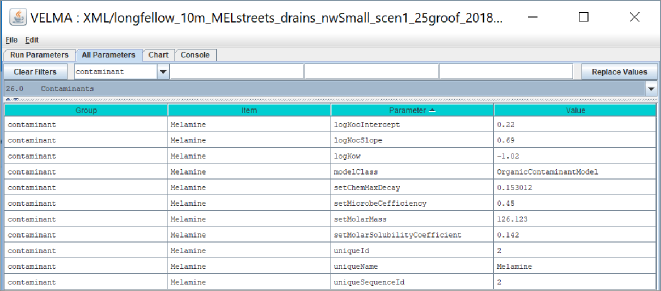 VELMA : XML/longfellow_10m_MELstreets_drains_nwSmall_scen1_25groof_2018...
File Edit
Run Parameters All Parameters Chart Console
Clear Filters contaminant Replace Values
26.0 Contaminants
Group Item Parameter Value
contaminant Melamine logKocIntercept 0.22
contaminant Melamine logKocSlope 0.69
contaminant Melamine logKow -1.02
contaminant Melamine modelClass OrganicContaminantModel
contaminant Melamine setChemMaxDecay 0.153012
contaminant Melamine setMicrobeCefficiency 0.45
contaminant Melamine setMolarMass 126.123
contaminant Melamine setMolarSolubilityCoefficient 0.142
contaminant Melamine uniqueId 2
contaminant Melamine uniqueName Melamine
contaminant Melamine uniqueSequenceId 2